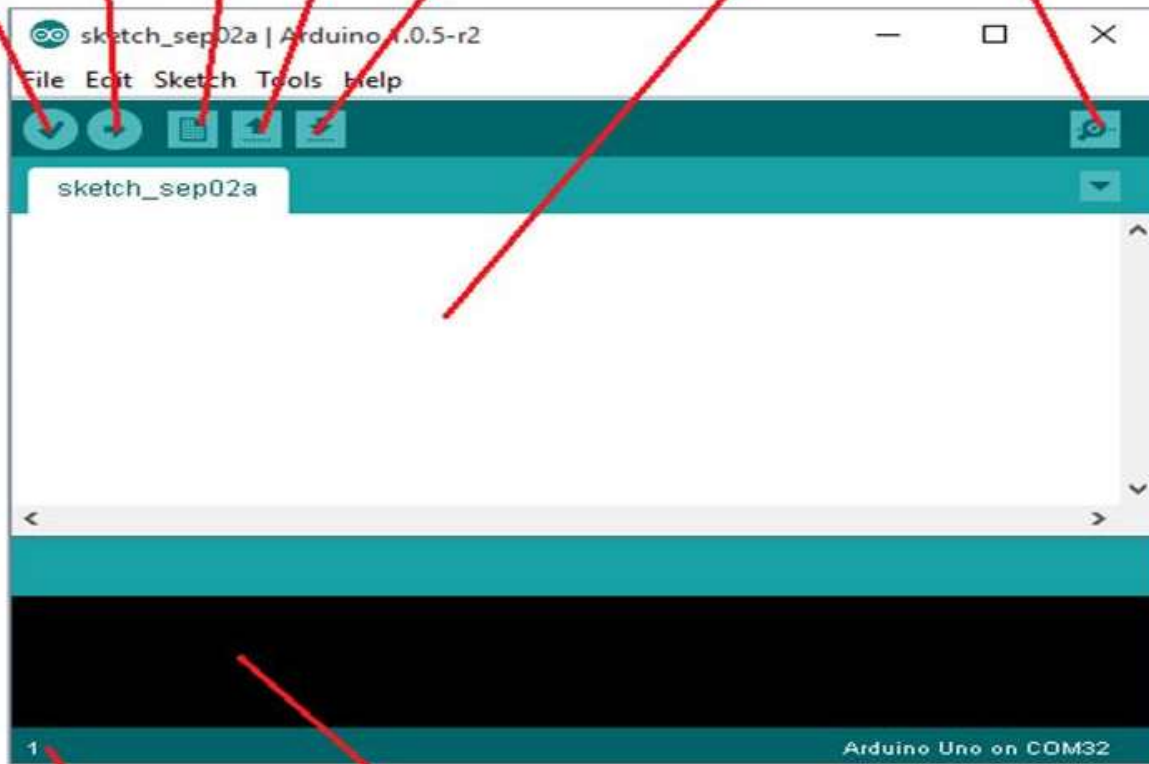 sketch_sep02a | Arduino 1.0.5-r2
File Edit Sketch Tools Help
sketch_sep02a
1
Arduino Uno on COM32